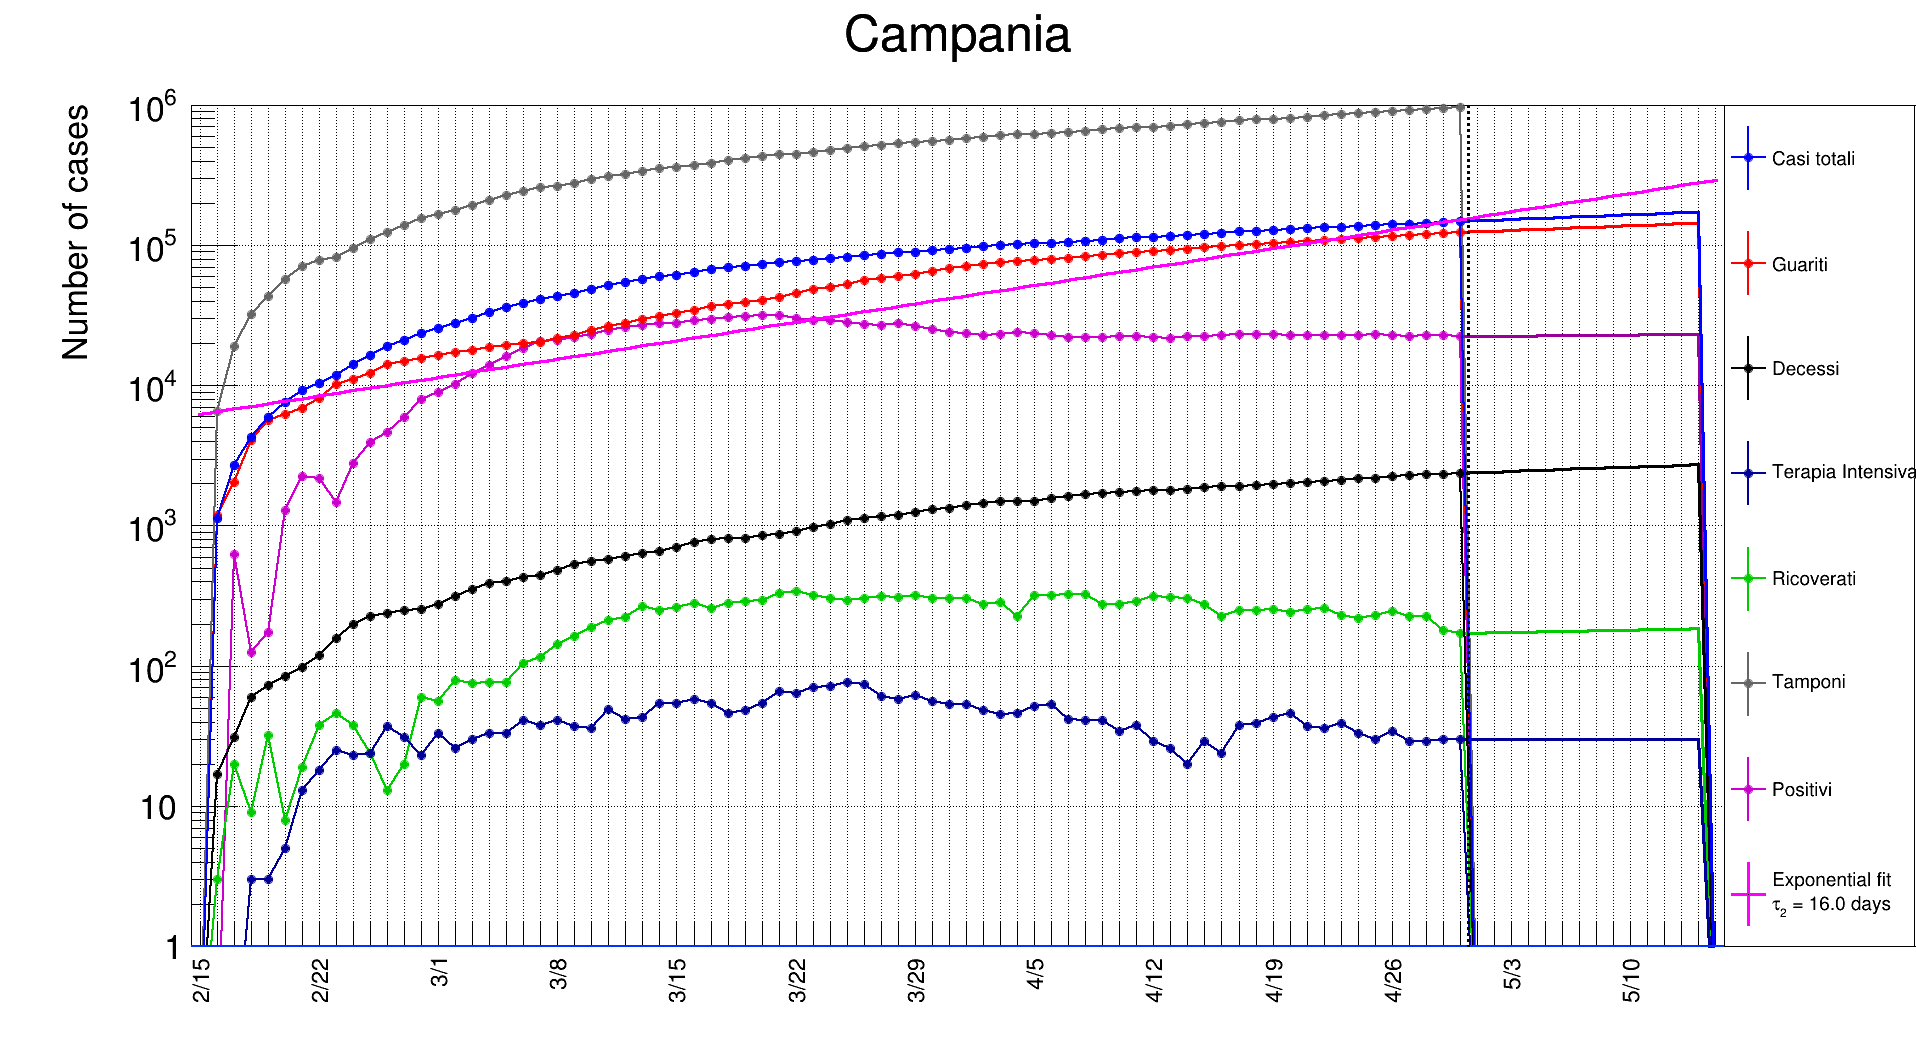 Campania
Number of cases
10^6
10^5
10^4
10^3
10^2
10
1
2/15
2/22
3/1
3/8
3/15
3/22
3/29
4/5
4/12
4/19
4/26
5/3
5/10
Casi totali
Guariti
Decessi
Terapia Intensiva
Ricoverati
Tamponi
Positivi
Exponential fit
τ₂ = 16.0 days